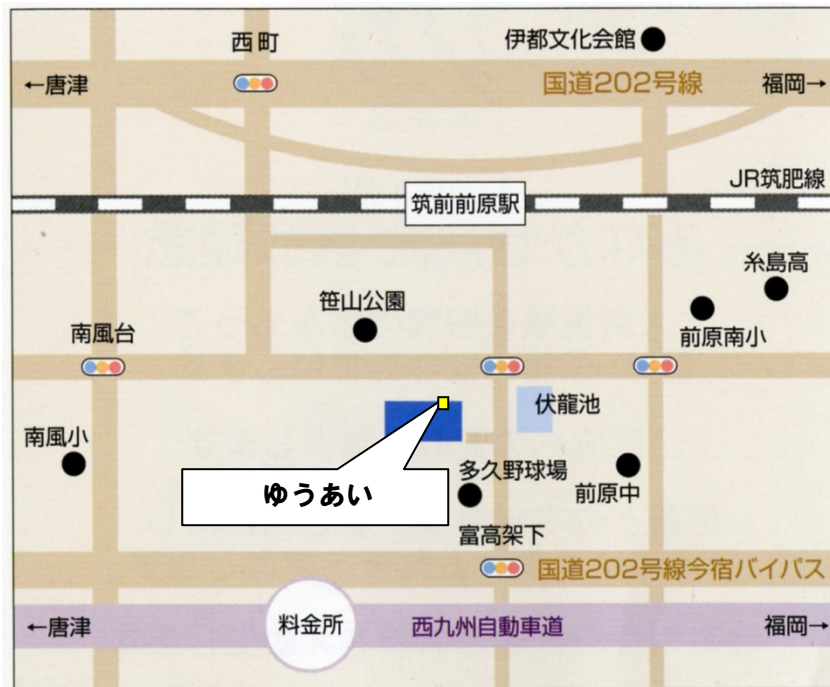 西町
伊都文化会館
←唐津
国道202号線
福岡→
JR筑肥線
筑前前原駅
糸島高
笹山公園
前原南小
南風台
伏龍池
南風小
多久野球場
前原中
ゆうあい
富高架下
国道202号線今宿バイパス
←唐津
料金所
西九州自動車道
福岡→